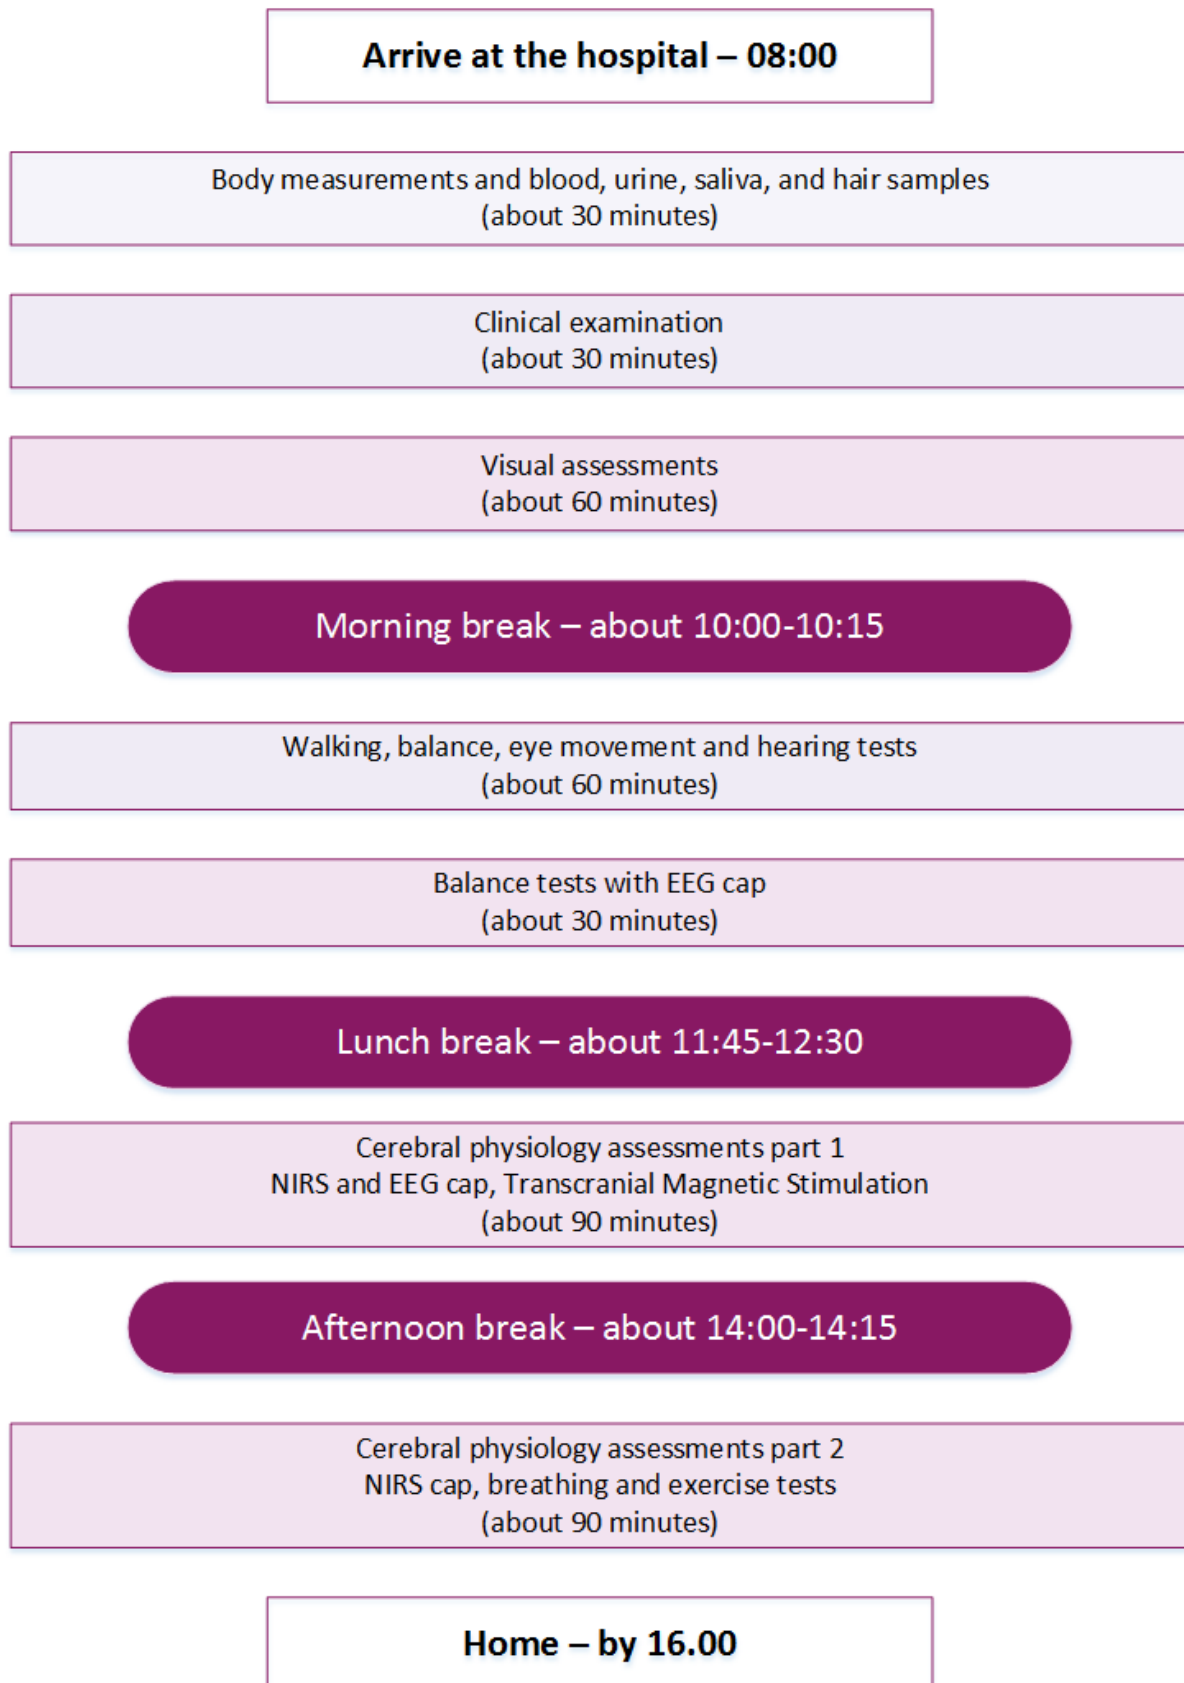 Arrive at the hospital – 08:00
Body measurements and blood, urine, saliva, and hair samples
(about 30 minutes)
Clinical examination
(about 30 minutes)
Visual assessments
(about 60 minutes)
Morning break – about 10:00-10:15
Walking, balance, eye movement and hearing tests
(about 60 minutes)
Balance tests with EEG cap
(about 30 minutes)
Lunch break – about 11:45-12:30
Cerebral physiology assessments part 1
NIRS and EEG cap, Transcranial Magnetic Stimulation
(about 90 minutes)
Afternoon break – about 14:00-14:15
Cerebral physiology assessments part 2
NIRS cap, breathing and exercise tests
(about 90 minutes)
Home – by 16.00